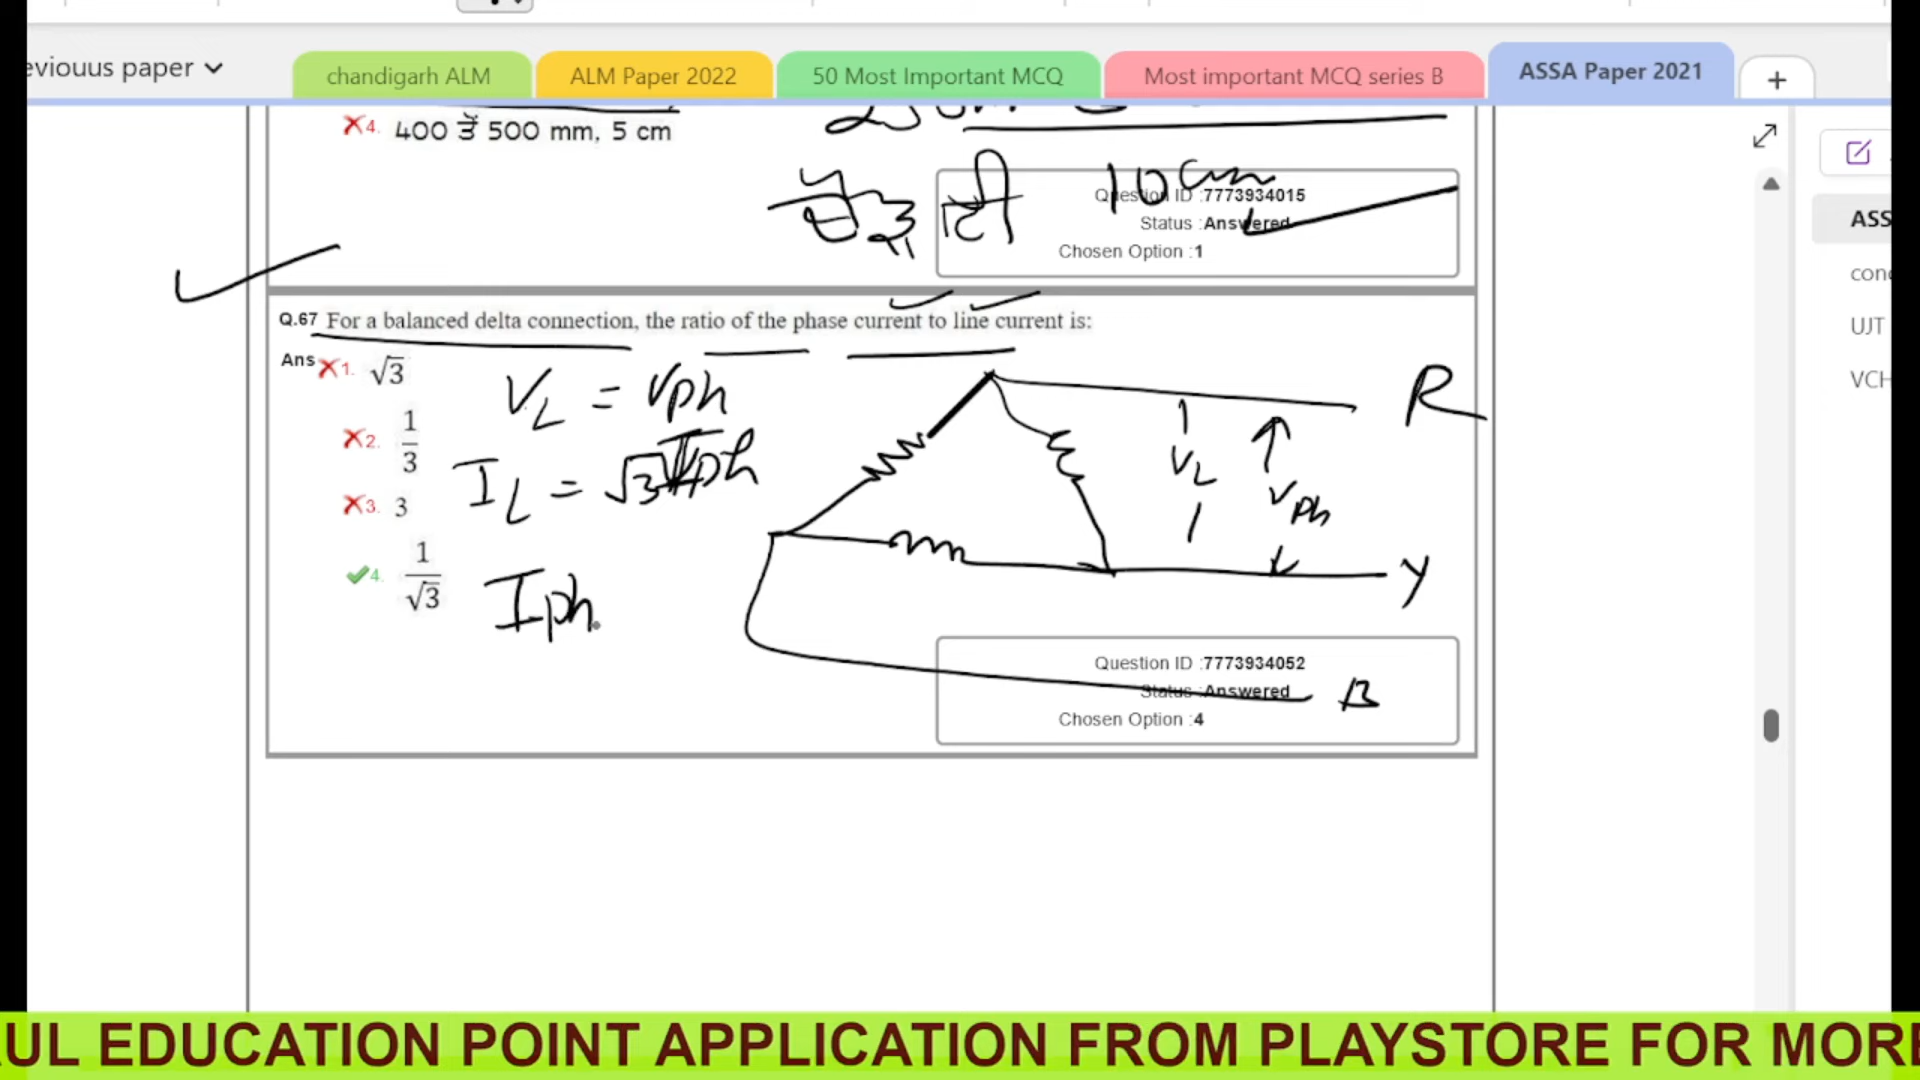 eviouus paper
chandigarh ALM
ALM Paper 2022
50 Most Important MCQ
Most important MCQ series B
ASSA Paper 2021
+
4. 400 से 500 mm, 5 cm
10 cm
Question ID :7773934015
Status :Answered
Chosen Option :1
ASS
cond
UJT
VCH
Q.67 For a balanced delta connection, the ratio of the phase current to line current is:
Ans
1. √3
2. 1/3
3. 3
4. 1/√3
VL = Vph
IL = √3 Iph
Iph
R
VL
Vph
Y
B
Question ID :7773934052
Status :Answered
Chosen Option :4
AUL EDUCATION POINT APPLICATION FROM PLAYSTORE FOR MORE